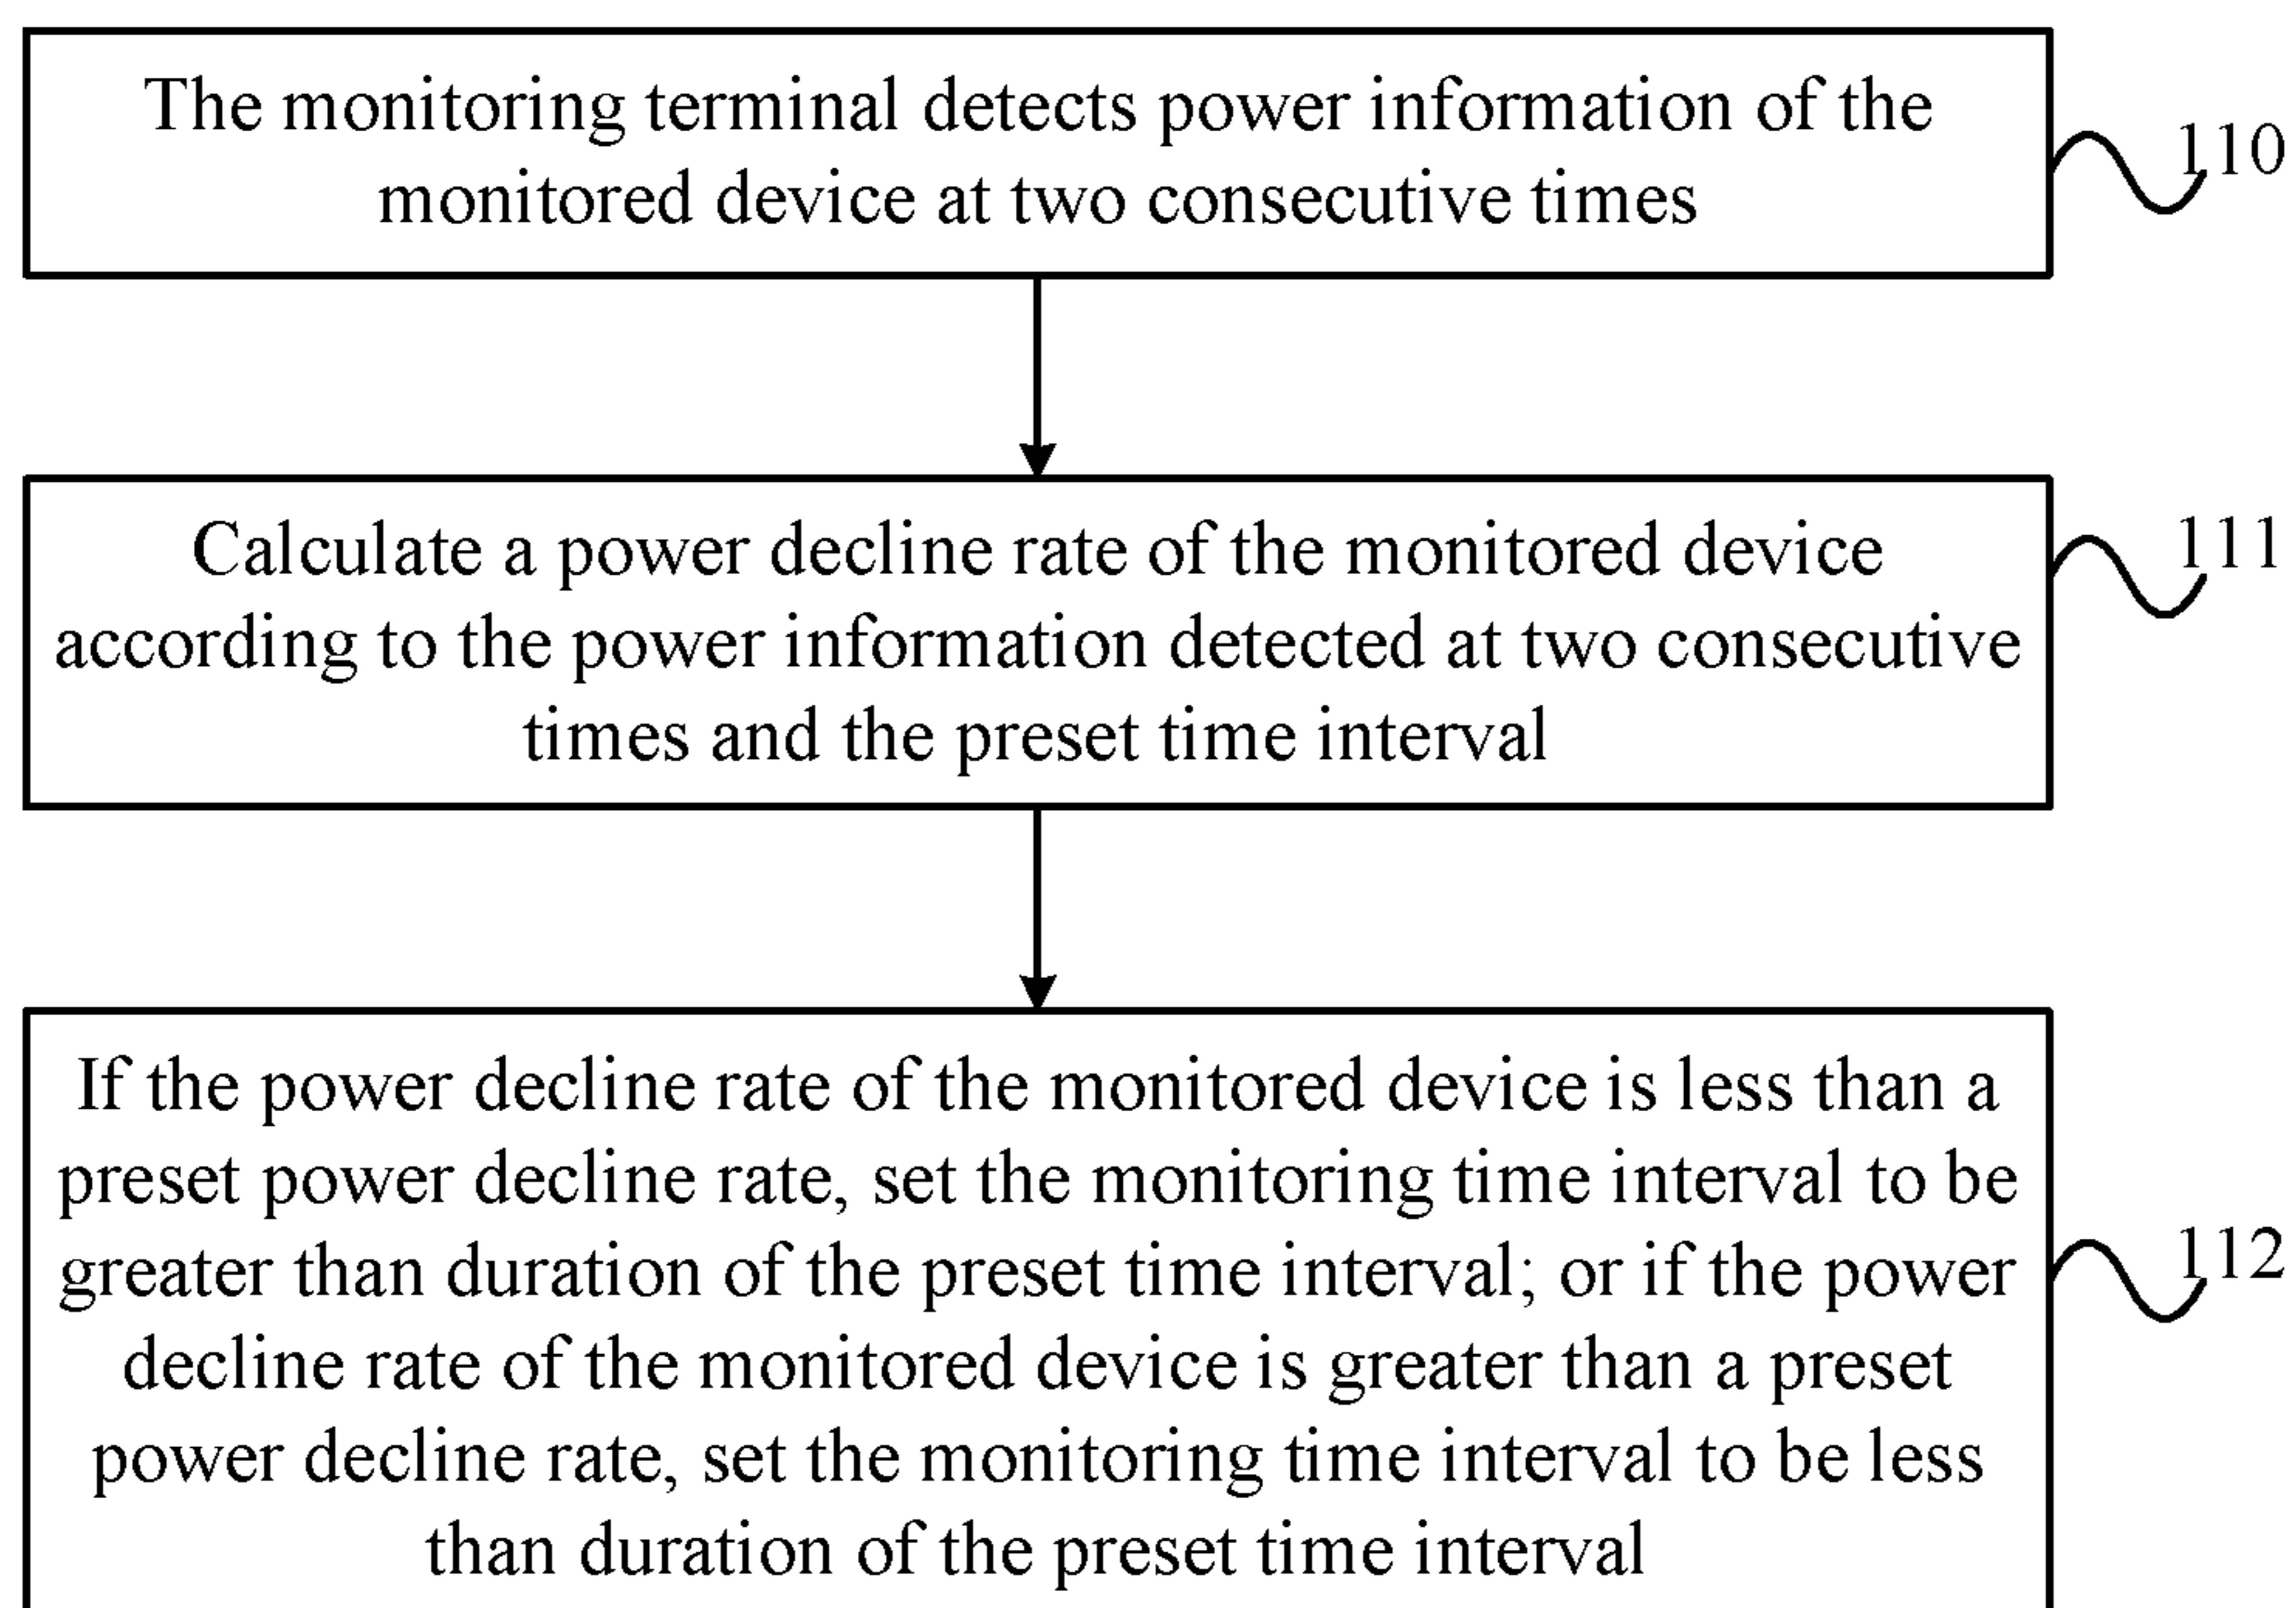 The monitoring terminal detects power information of the
monitored device at two consecutive times
110
Calculate a power decline rate of the monitored device
according to the power information detected at two consecutive
times and the preset time interval
111
If the power decline rate of the monitored device is less than a
preset power decline rate, set the monitoring time interval to be
greater than duration of the preset time interval; or if the power
decline rate of the monitored device is greater than a preset
power decline rate, set the monitoring time interval to be less
than duration of the preset time interval
112